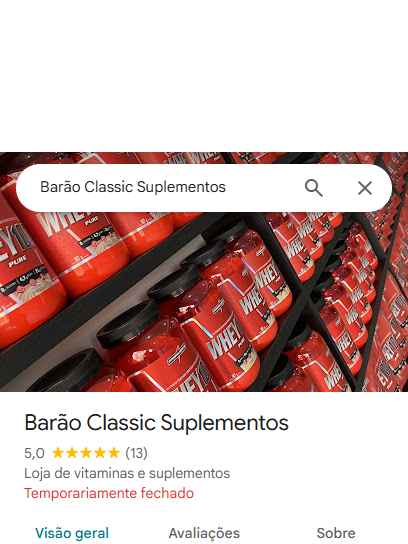 Barão Classic Suplementos
WHEY
PURE
WHEY
WHEY
WHEY
Barão Classic Suplementos
5,0 (13)
Loja de vitaminas e suplementos
Temporariamente fechado
Visão geral Avaliações Sobre